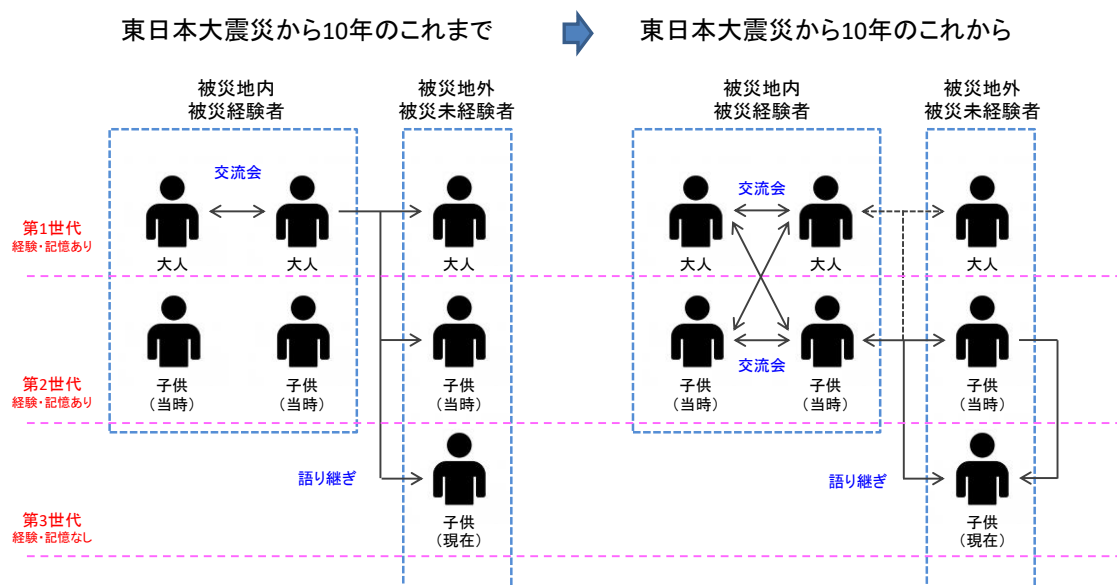 東日本大震災から10年のこれまで
東日本大震災から10年のこれから
被災地内
被災経験者
被災地外
被災未経験者
被災地内
被災経験者
被災地外
被災未経験者
交流会
交流会
第1世代
経験・記憶あり
大人
大人
大人
大人
大人
大人
交流会
第2世代
経験・記憶あり
子供
(当時)
子供
(当時)
子供
(当時)
子供
(当時)
子供
(当時)
子供
(当時)
語り継ぎ
語り継ぎ
第3世代
経験・記憶なし
子供
(現在)
子供
(現在)